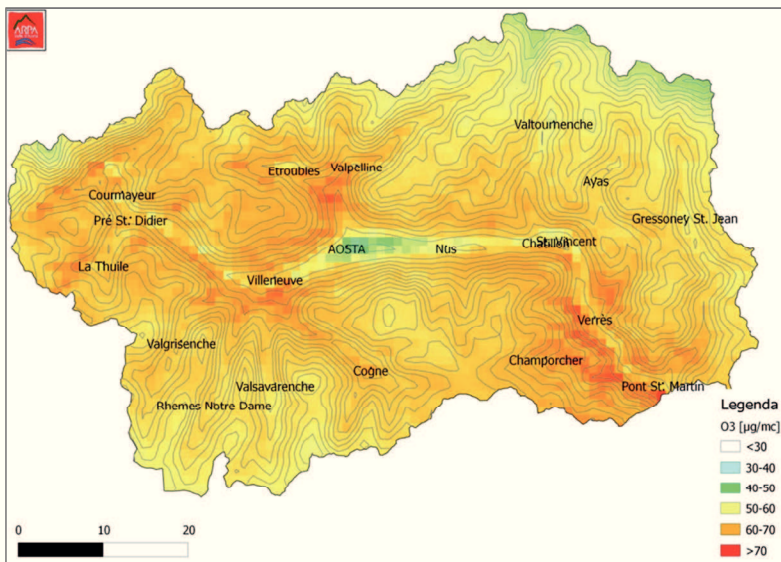 ARPA
Valtournenche
Etroubles
Valpelline
Courmayeur
Ayas
Pré St. Didier
Gressoney St. Jean
AOSTA
Nus
Chatillon
St. Vincent
La Thuile
Villeneuve
Verrès
Valgrisenche
Champorcher
Cogne
Valsavarenche
Pont St. Martin
Rhemes Notre Dame
Legenda
O3 [µg/mc]
<30
30-40
40-50
50-60
60-70
>70
0 10 20